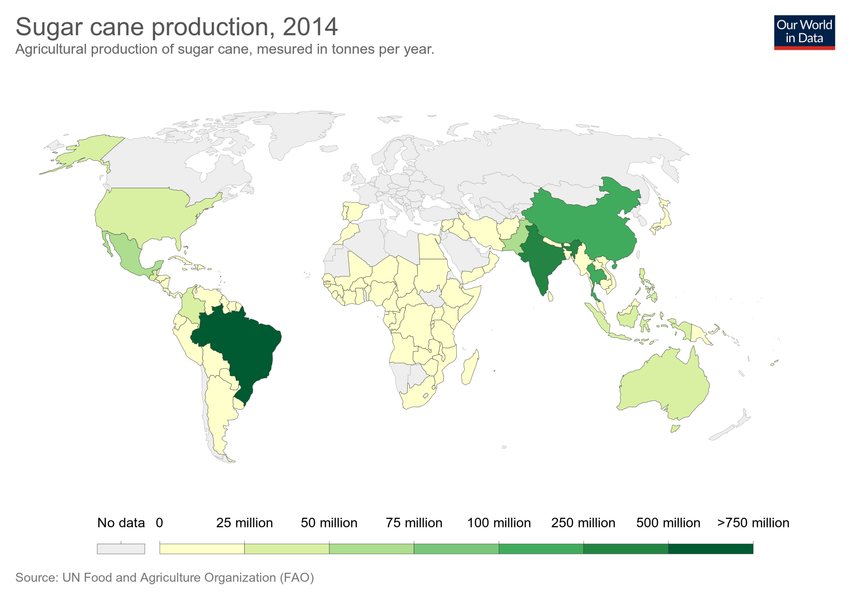 Sugar cane production, 2014
Agricultural production of sugar cane, mesured in tonnes per year.
Our World
in Data
No data 0 25 million 50 million 75 million 100 million 250 million 500 million >750 million
Source: UN Food and Agriculture Organization (FAO)